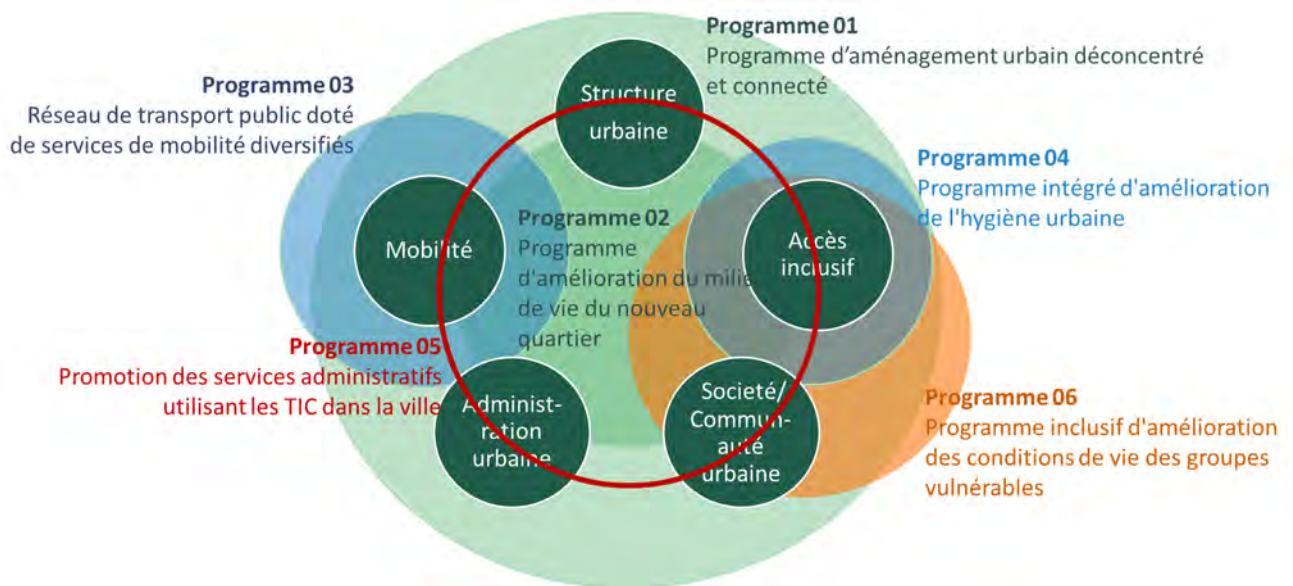 Programme 01
Programme d'aménagement urbain déconcentré
et connecté
Programme 03
Réseau de transport public doté
de services de mobilité diversifiés
Structure
urbaine
Programme 04
Programme intégré d'amélioration
de l'hygiène urbaine
Mobilité
Programme 02
Programme
d'amélioration du milie
de vie du nouveau
quartier
Accès
inclusif
Programme 05
Promotion des services administratifs
utilisant les TIC dans la ville
Administ-
ration
urbaine
Societé/
Commun-
auté
urbaine
Programme 06
Programme inclusif d'amélioration
des conditions de vie des groupes
vulnérables